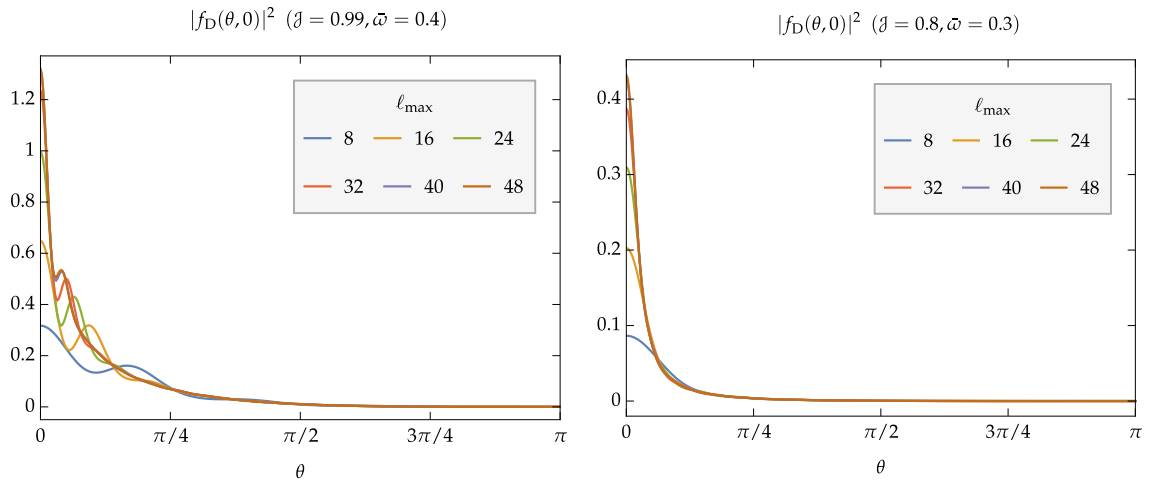 |f_D(θ,0)|² (𝒥 = 0.99, ω̄ = 0.4)
1.2
1
0.8
0.6
0.4
0.2
0
0 π/4 π/2 3π/4 π
θ
ℓmax
8 16 24
32 40 48
|f_D(θ,0)|² (𝒥 = 0.8, ω̄ = 0.3)
0.4
0.3
0.2
0.1
0
0 π/4 π/2 3π/4 π
θ
ℓmax
8 16 24
32 40 48